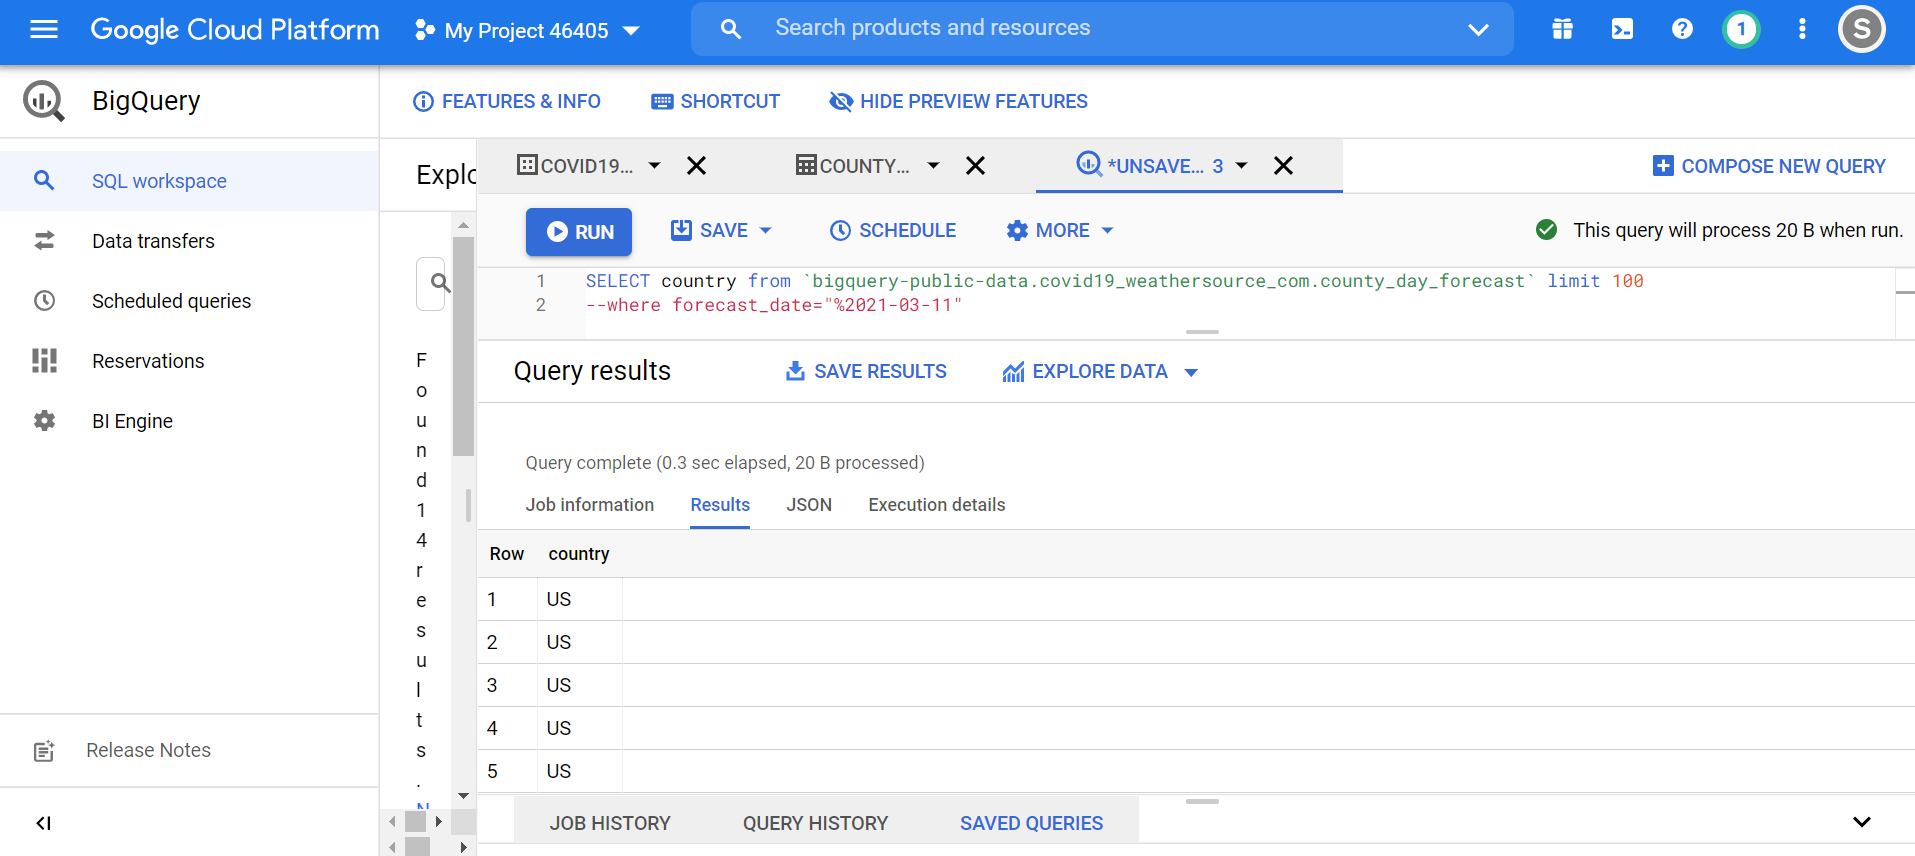 Google Cloud Platform
My Project 46405
Search products and resources
1
S
BigQuery
FEATURES & INFO
SHORTCUT
HIDE PREVIEW FEATURES
SQL workspace
Data transfers
Scheduled queries
Reservations
BI Engine
Release Notes
Explo
Found 14 results.
N
COVID19...
COUNTY...
*UNSAVE... 3
COMPOSE NEW QUERY
RUN
SAVE
SCHEDULE
MORE
This query will process 20 B when run.
1 SELECT country from `bigquery-public-data.covid19_weathersource_com.county_day_forecast` limit 100
2 --where forecast_date="%2021-03-11"
Query results
SAVE RESULTS
EXPLORE DATA
Query complete (0.3 sec elapsed, 20 B processed)
Job information
Results
JSON
Execution details
Row country
1 US
2 US
3 US
4 US
5 US
JOB HISTORY
QUERY HISTORY
SAVED QUERIES